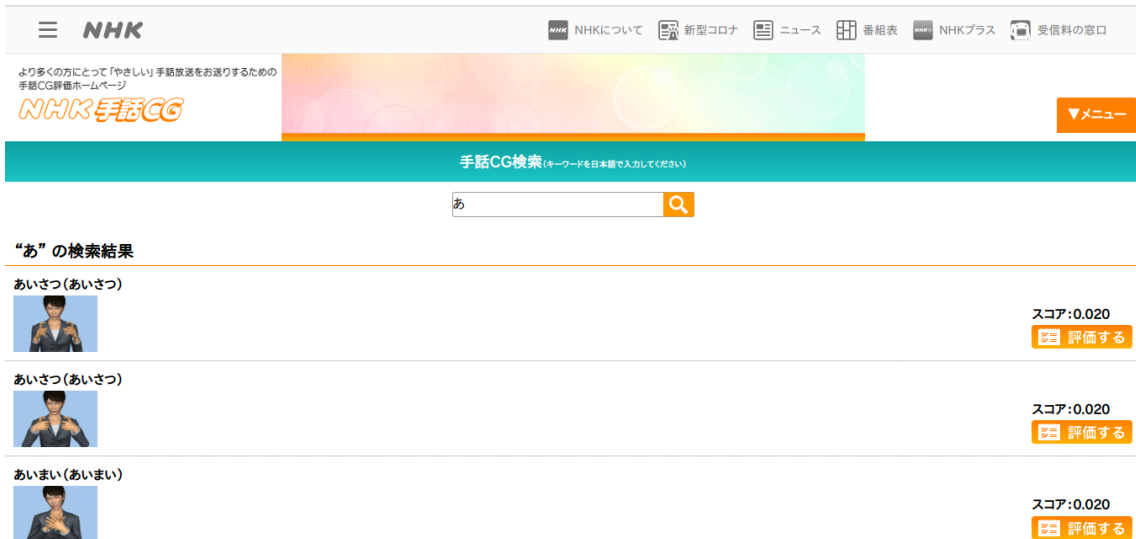 NHK
NHK NHKについて 新型コロナ ニュース 番組表 NHKプラス 受信料の窓口
より多くの方にとって「やさしい」手話放送をお送りするための
手話CG評価ホームページ
NHK手話CG
▼メニュー
手話CG検索(キーワードを日本語で入力してください)
あ
“あ” の検索結果
あいさつ(あいさつ)
スコア:0.020
評価する
あいさつ(あいさつ)
スコア:0.020
評価する
あいまい(あいまい)
スコア:0.020
評価する